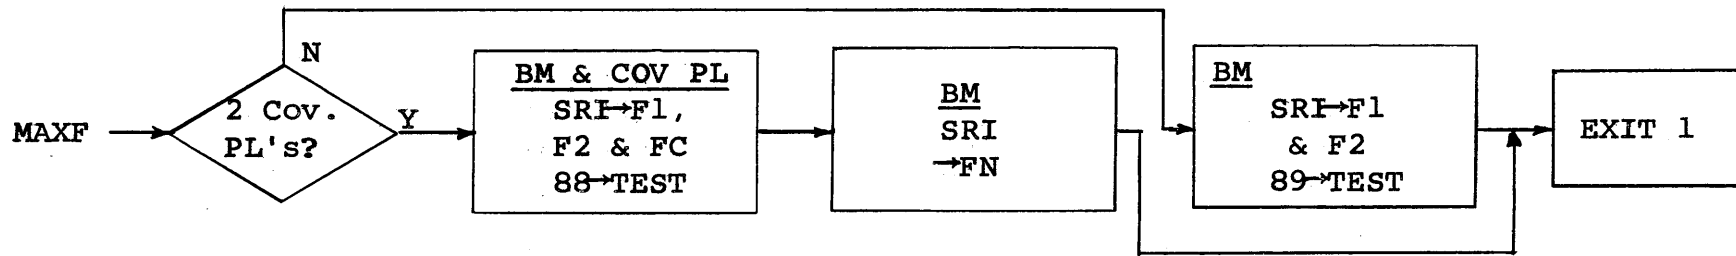 MAXF
2 Cov.
PL's?
N
Y
BM & COV PL
SRI→F1,
F2 & FC
88→TEST
BM
SRI
→FN
BM
SRI→F1
& F2
89→TEST
EXIT 1